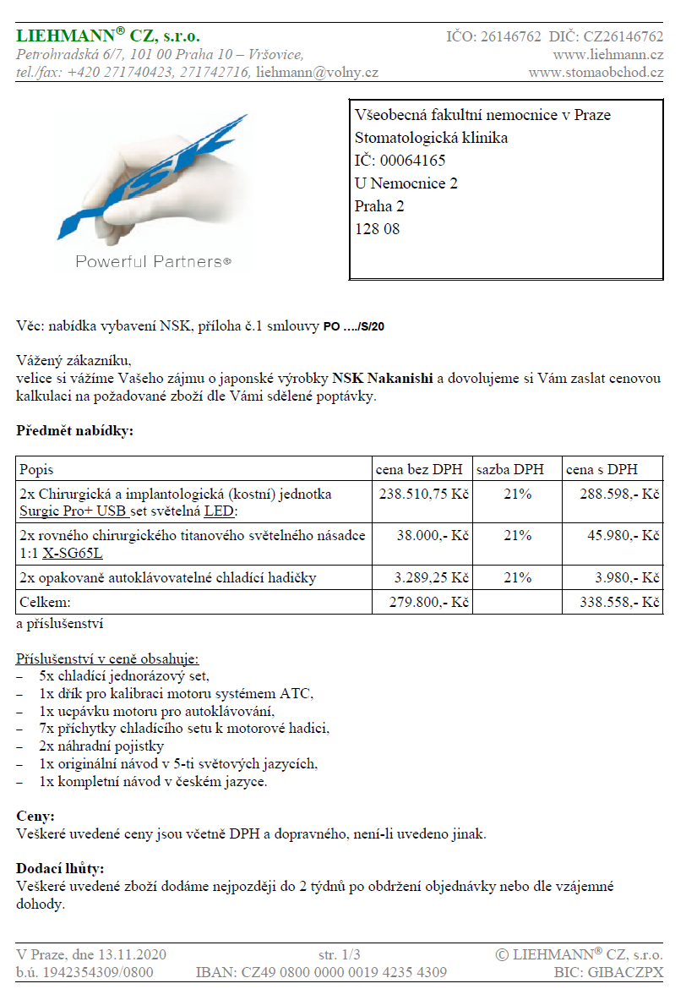 LIEHMANN® CZ, s.r.o. IČO: 26146762 DIČ: CZ26146762
Petrohradská 6/7, 101 00 Praha 10 – Vršovice, www.liehmann.cz
tel./fax: +420 271740423, 271742716, liehmann@volny.cz www.stomaobchod.cz
NSK
Powerful Partners®
Všeobecná fakultní nemocnice v Praze
Stomatologická klinika
IČ: 00064165
U Nemocnice 2
Praha 2
128 08
Věc: nabídka vybavení NSK, příloha č.1 smlouvy PO …./S/20
Vážený zákazníku,
velice si vážíme Vašeho zájmu o japonské výrobky NSK Nakanishi a dovolujeme si Vám zaslat cenovou
kalkulaci na požadované zboží dle Vámi sdělené poptávky.
Předmět nabídky:
Popis cena bez DPH sazba DPH cena s DPH
2x Chirurgická a implantologická (kostní) jednotka 238.510,75 Kč 21% 288.598,- Kč
Surgic Pro+ USB set světelná LED:
2x rovného chirurgického titanového světelného násadce 38.000,- Kč 21% 45.980,- Kč
1:1 X-SG65L
2x opakovaně autoklávovatelné chladící hadičky 3.289,25 Kč 21% 3.980,- Kč
Celkem: 279.800,- Kč 338.558,- Kč
a příslušenství
Příslušenství v ceně obsahuje:
– 5x chladící jednorázový set,
– 1x dřík pro kalibraci motoru systémem ATC,
– 1x ucpávku motoru pro autoklávování,
– 7x příchytky chladícího setu k motorové hadici,
– 2x náhradní pojistky
– 1x originální návod v 5-ti světových jazycích,
– 1x kompletní návod v českém jazyce.
Ceny:
Veškeré uvedené ceny jsou včetně DPH a dopravného, není-li uvedeno jinak.
Dodací lhůty:
Veškeré uvedené zboží dodáme nejpozději do 2 týdnů po obdržení objednávky nebo dle vzájemné
dohody.
V Praze, dne 13.11.2020 str. 1/3 © LIEHMANN® CZ, s.r.o.
b.ú. 1942354309/0800 IBAN: CZ49 0800 0000 0019 4235 4309 BIC: GIBACZPX